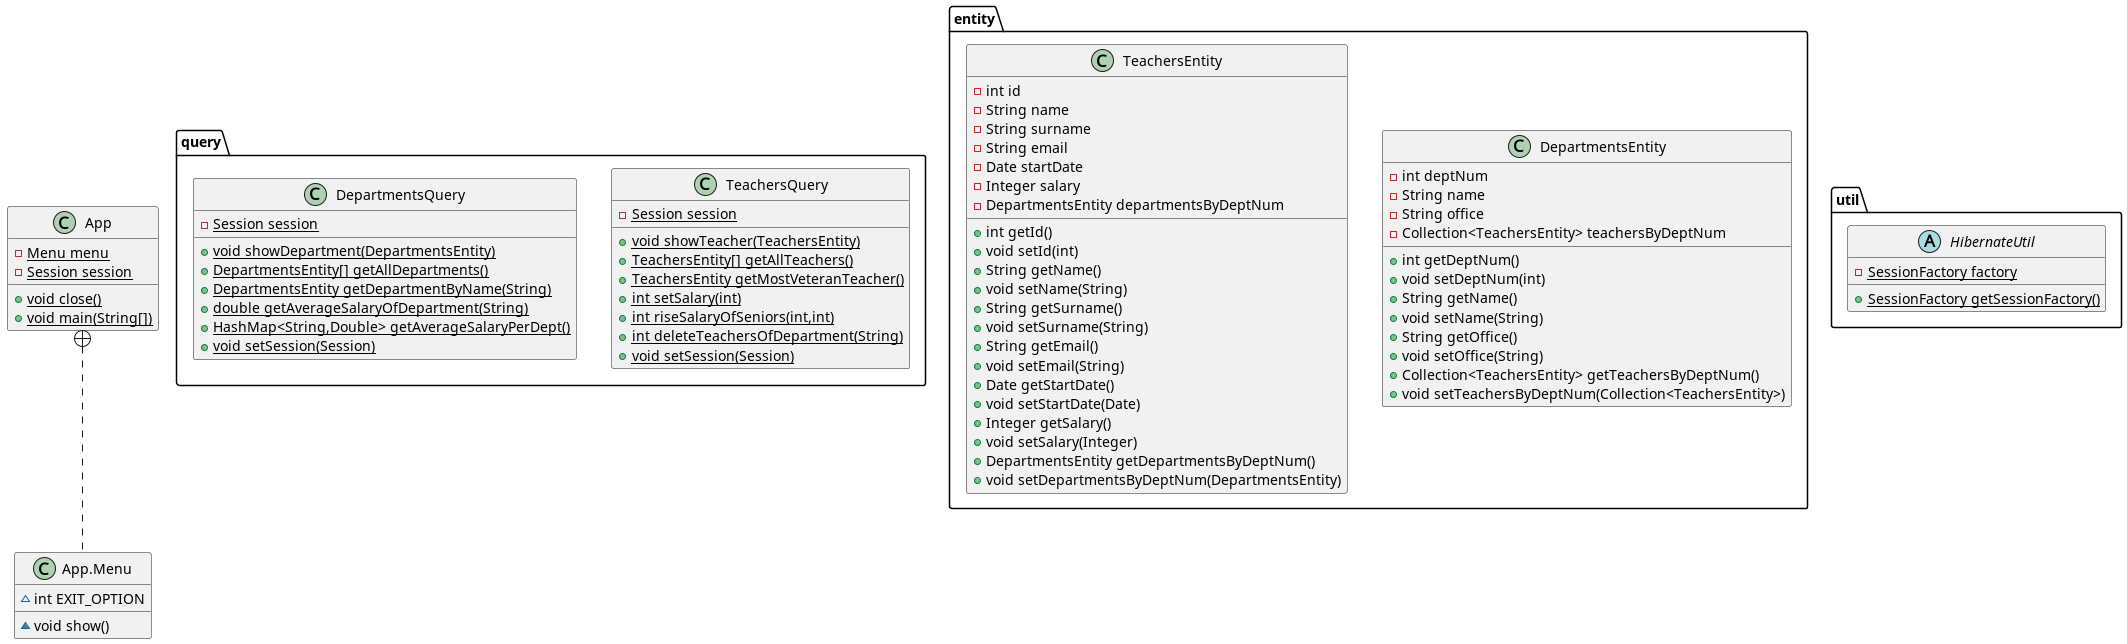 App
Menu menu
Session session
void close()
void main(String[])
App.Menu
int EXIT_OPTION
void show()
query
DepartmentsQuery
Session session
void showDepartment(DepartmentsEntity)
DepartmentsEntity[] getAllDepartments()
DepartmentsEntity getDepartmentByName(String)
double getAverageSalaryOfDepartment(String)
HashMap<String,Double> getAverageSalaryPerDept()
void setSession(Session)
TeachersQuery
Session session
void showTeacher(TeachersEntity)
TeachersEntity[] getAllTeachers()
TeachersEntity getMostVeteranTeacher()
int setSalary(int)
int riseSalaryOfSeniors(int,int)
int deleteTeachersOfDepartment(String)
void setSession(Session)
entity
TeachersEntity
int id
String name
String surname
String email
Date startDate
Integer salary
DepartmentsEntity departmentsByDeptNum
int getId()
void setId(int)
String getName()
void setName(String)
String getSurname()
void setSurname(String)
String getEmail()
void setEmail(String)
Date getStartDate()
void setStartDate(Date)
Integer getSalary()
void setSalary(Integer)
DepartmentsEntity getDepartmentsByDeptNum()
void setDepartmentsByDeptNum(DepartmentsEntity)
DepartmentsEntity
int deptNum
String name
String office
Collection<TeachersEntity> teachersByDeptNum
int getDeptNum()
void setDeptNum(int)
String getName()
void setName(String)
String getOffice()
void setOffice(String)
Collection<TeachersEntity> getTeachersByDeptNum()
void setTeachersByDeptNum(Collection<TeachersEntity>)
util
HibernateUtil
SessionFactory factory
SessionFactory getSessionFactory()